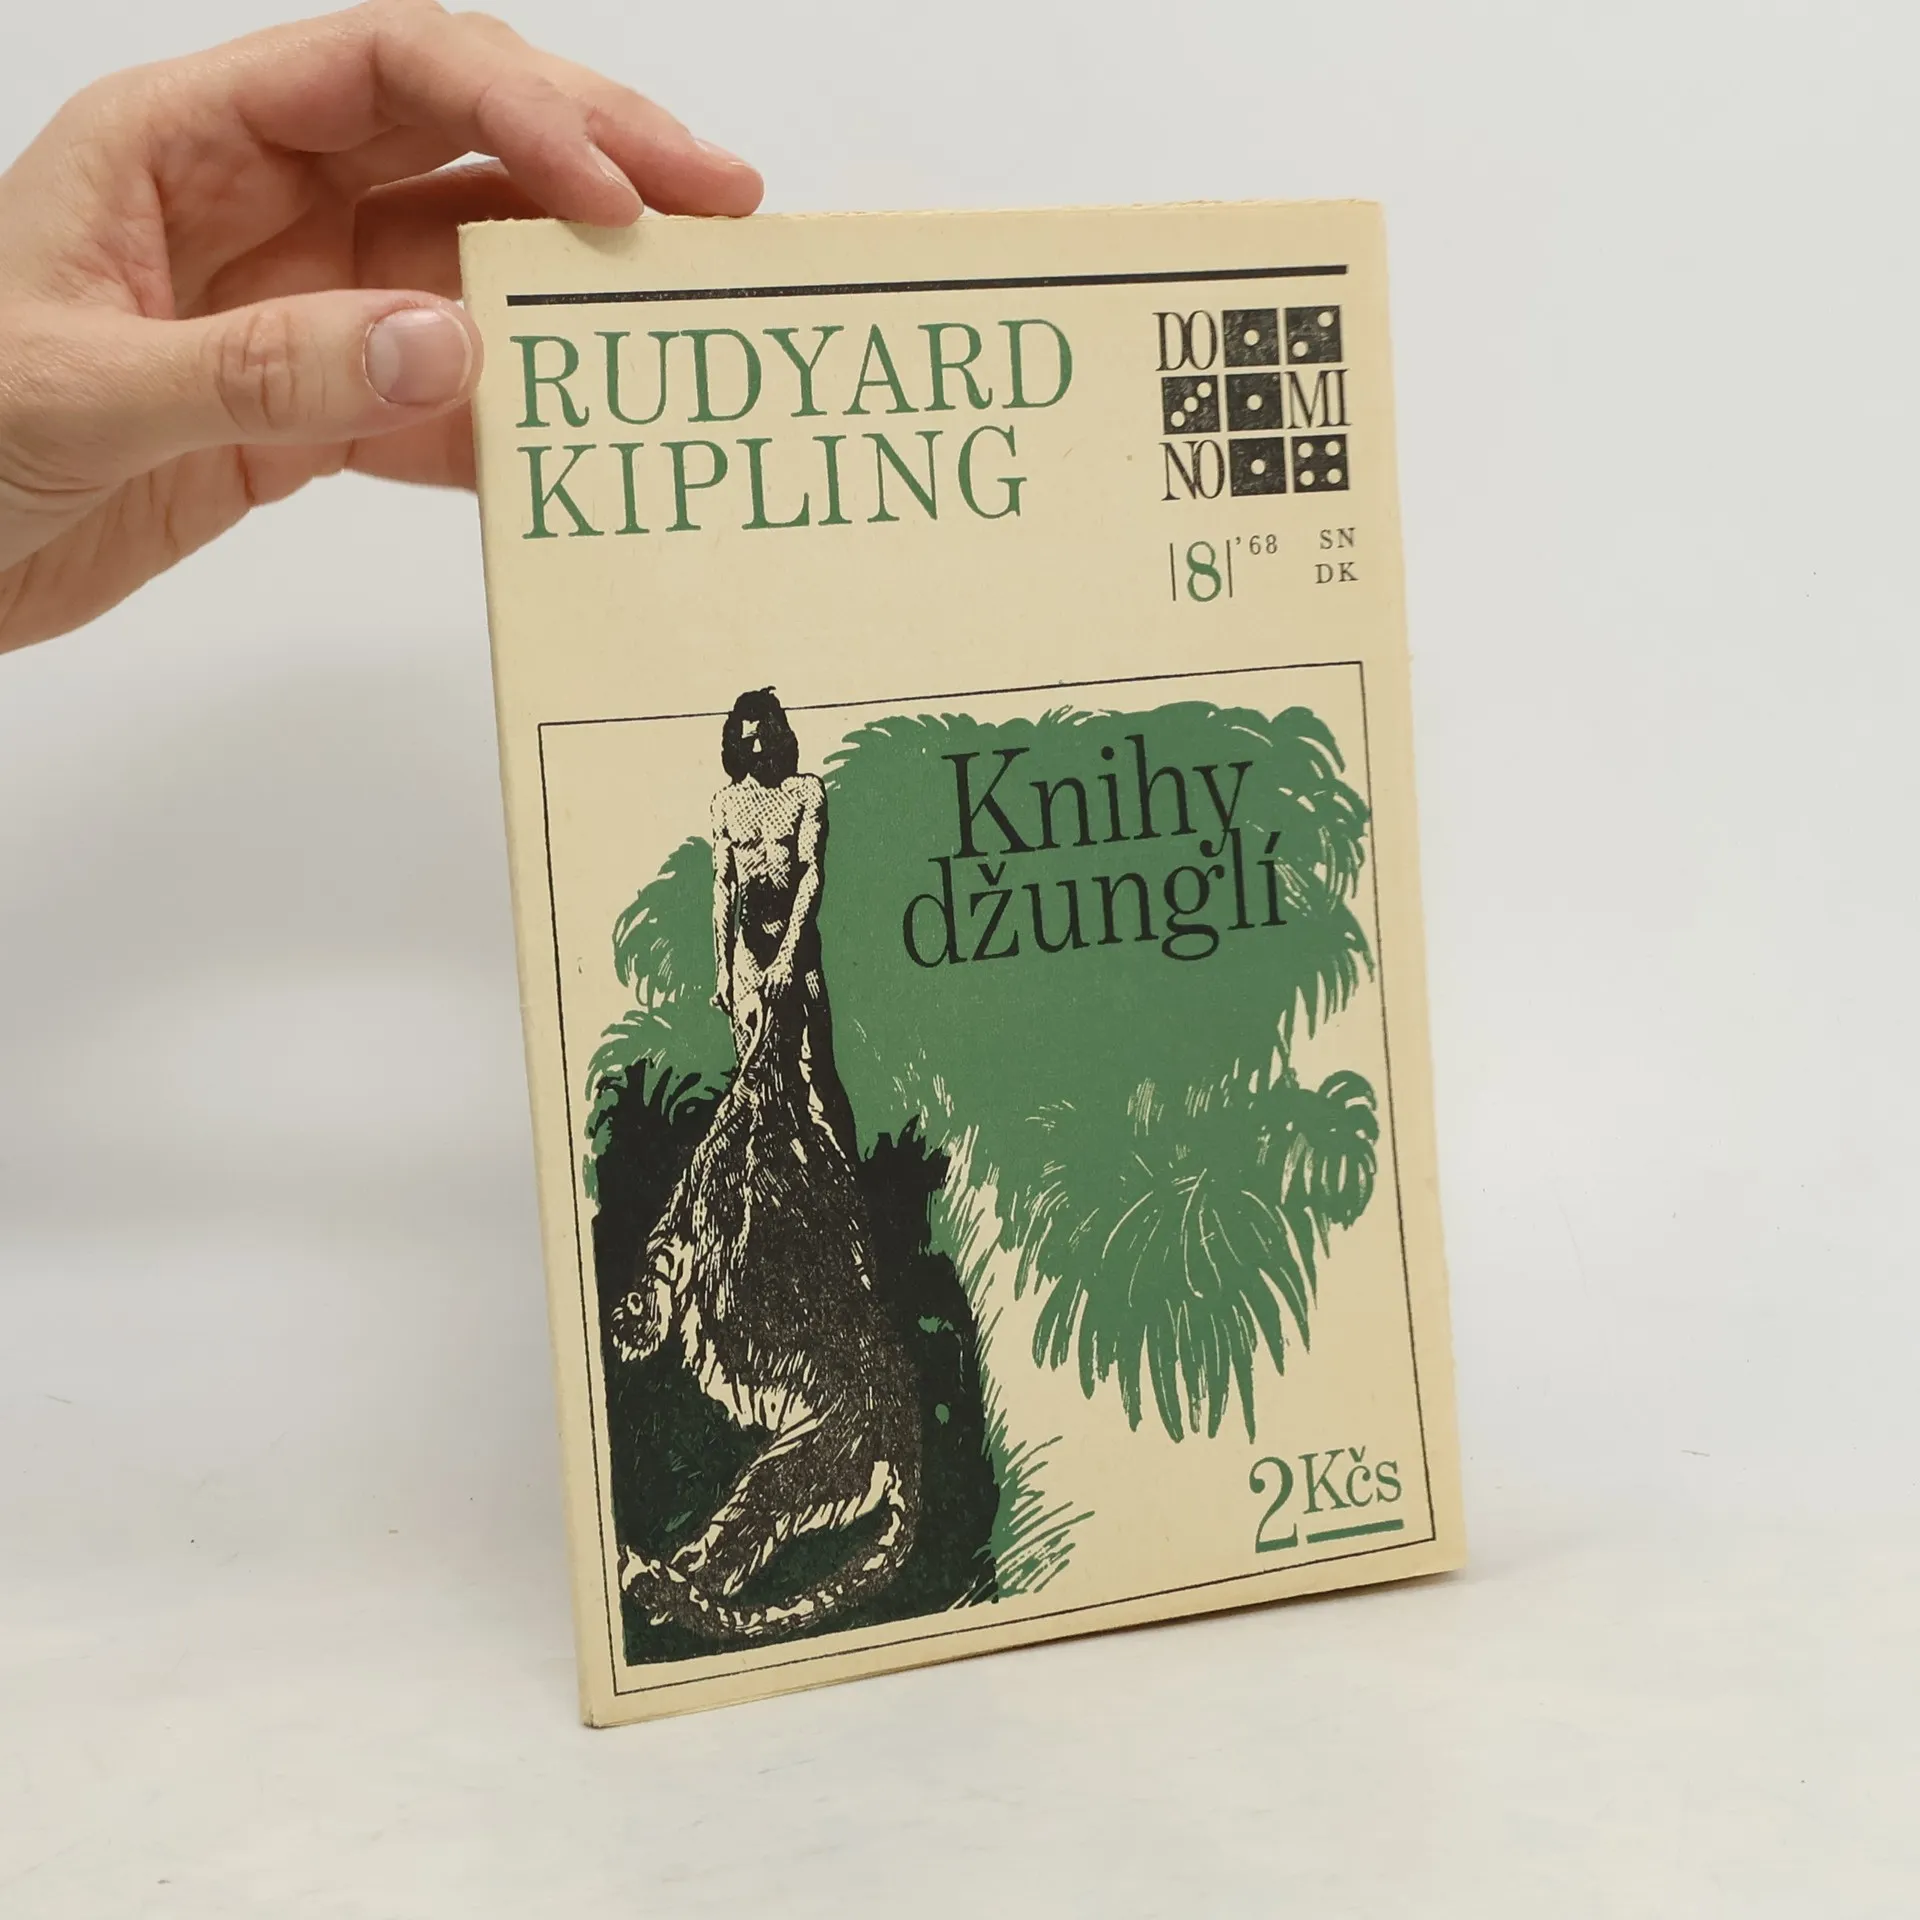 RUDYARD
KIPLING
DO
MI
NO
|8|'68
SN
DK
Knihy
džunglí
2 Kčs